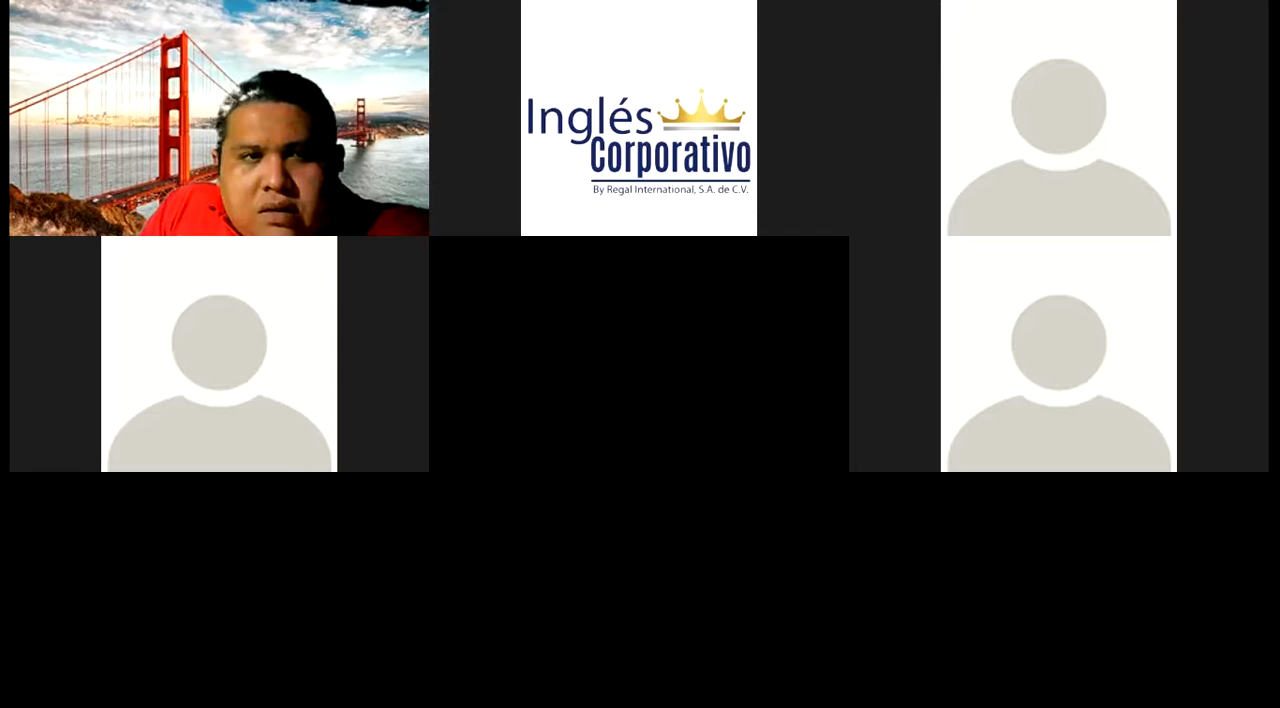 Inglés
Corporativo
By Regal International, S.A. de C.V.